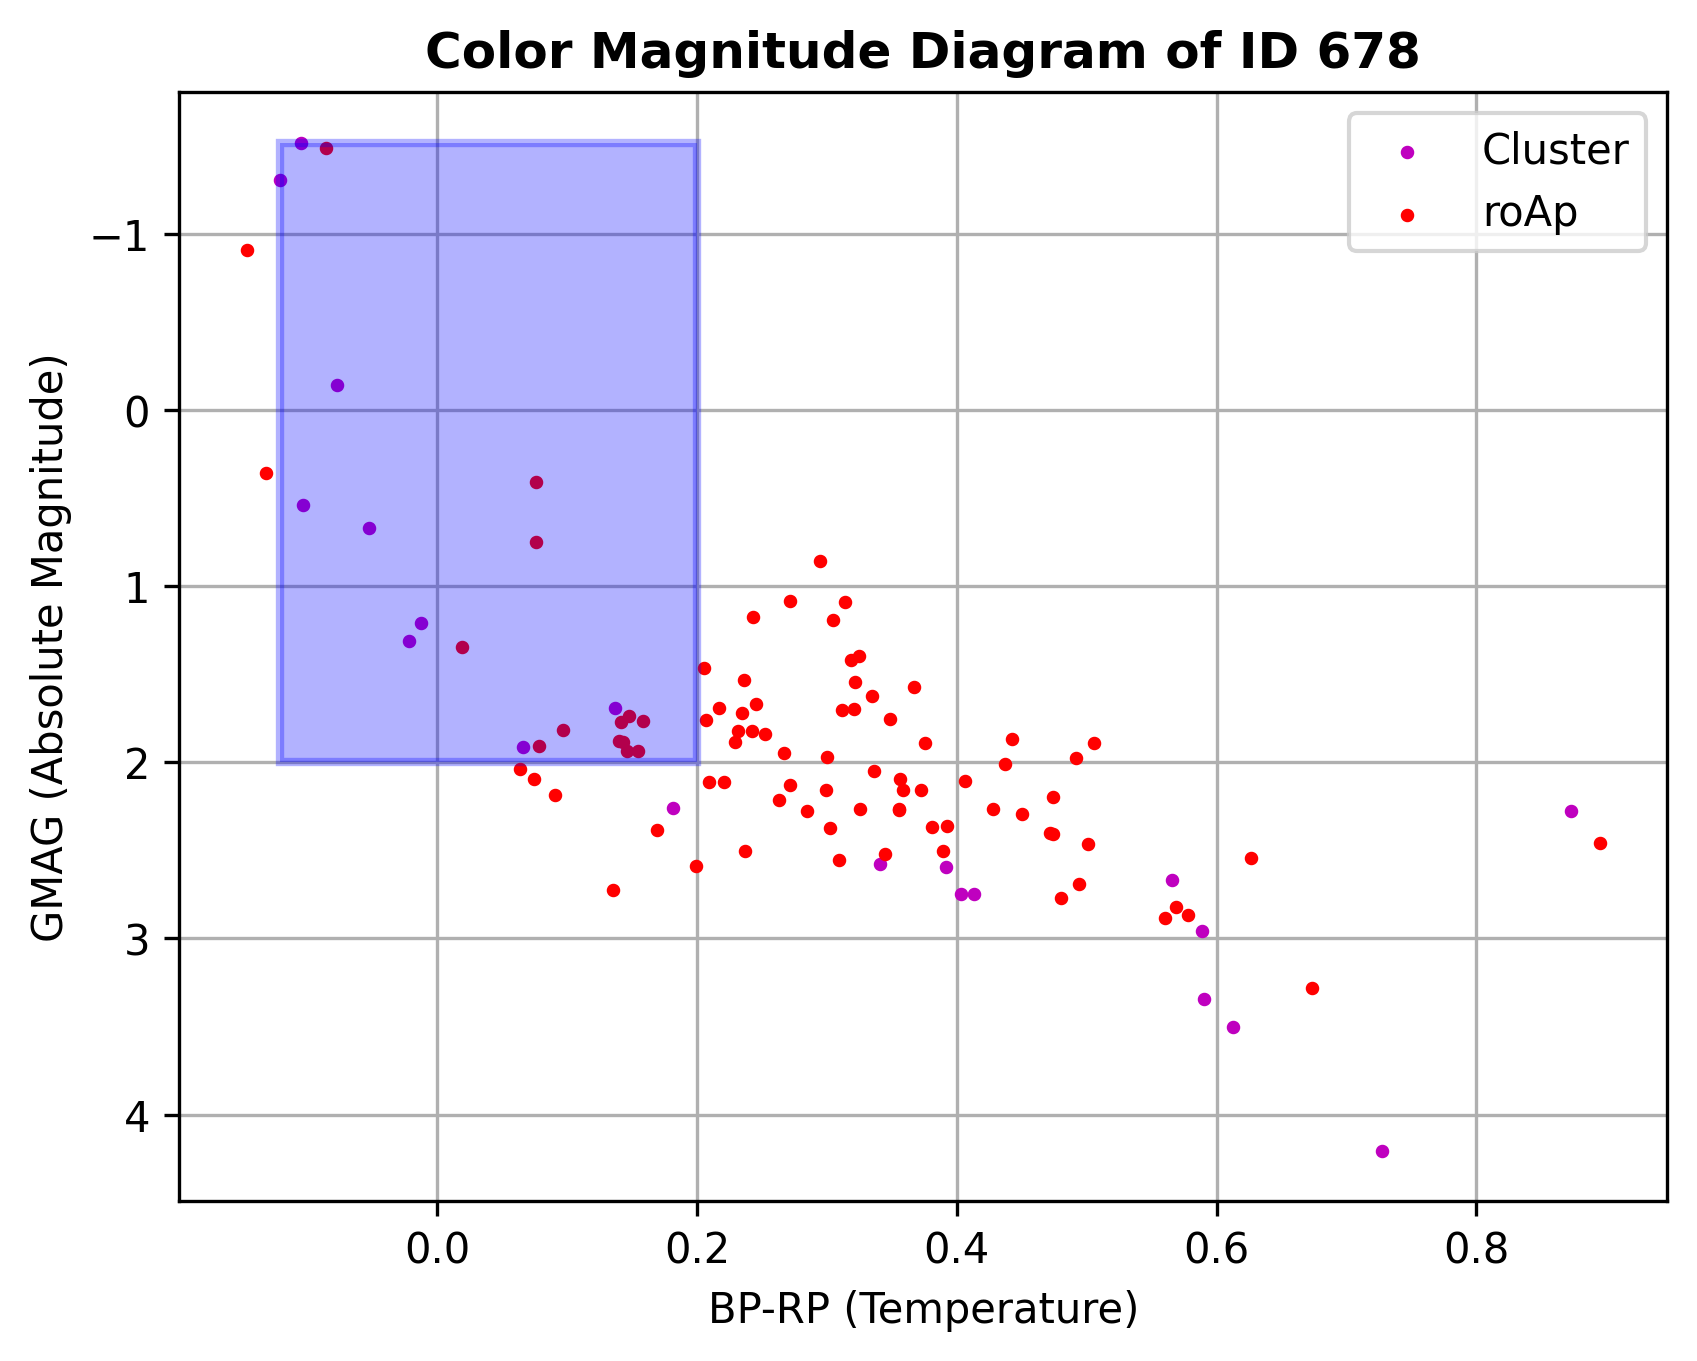 Color Magnitude Diagram of ID 678
Cluster
roAp
−1
0
1
2
3
4
GMAG (Absolute Magnitude)
0.0 0.2 0.4 0.6 0.8
BP-RP (Temperature)